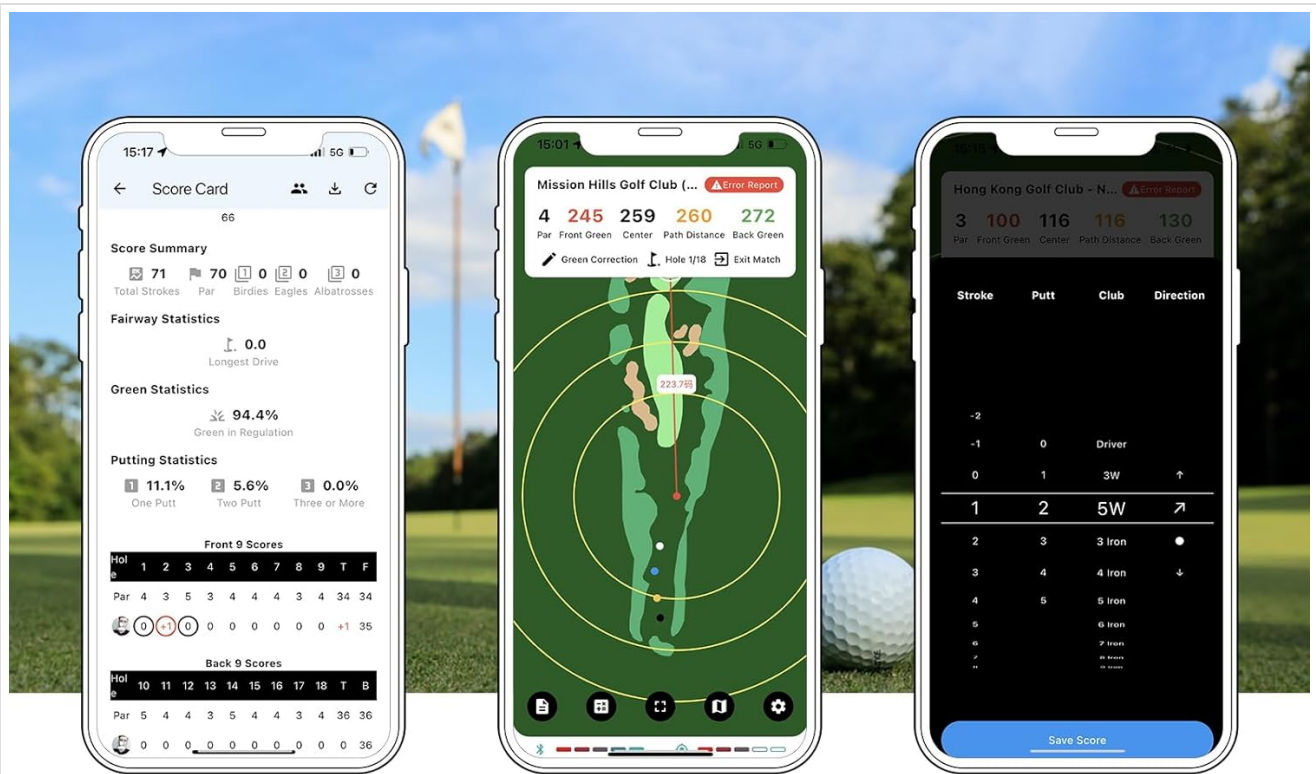 15:17
5G
Score Card
66
Score Summary
71 70 0 0 0
Total Strokes Par Birdies Eagles Albatrosses
Fairway Statistics
0.0
Longest Drive
Green Statistics
94.4%
Green in Regulation
Putting Statistics
1 11.1% 2 5.6% 3 0.0%
One Putt Two Putt Three or More
Front 9 Scores
Hole 1 2 3 4 5 6 7 8 9 T F
Par 4 3 5 3 4 4 4 3 4 34 34
0 +1 0 0 0 0 0 0 0 +1 35
Back 9 Scores
Hole 10 11 12 13 14 15 16 17 18 T B
Par 5 4 4 3 5 4 4 3 4 36 36
0 0 0 0 0 0 0 0 0 0 36
15:01
5G
Mission Hills Golf Club (... Error Report
4 245 259 260 272
Par Front Green Center Path Distance Back Green
Green Correction Hole 1/18 Exit Match
223.7码
Hong Kong Golf Club - N... Error Report
3 100 116 116 130
Par Front Green Center Path Distance Back Green
Stroke Putt Club Direction
-2
-1 0 Driver
0 1 3W ↑
1 2 5W ↗
2 3 3 Iron
3 4 4 Iron ↓
4 5 5 Iron
5 6 Iron
6 7 Iron
7 8 Iron
9 Iron
Save Score